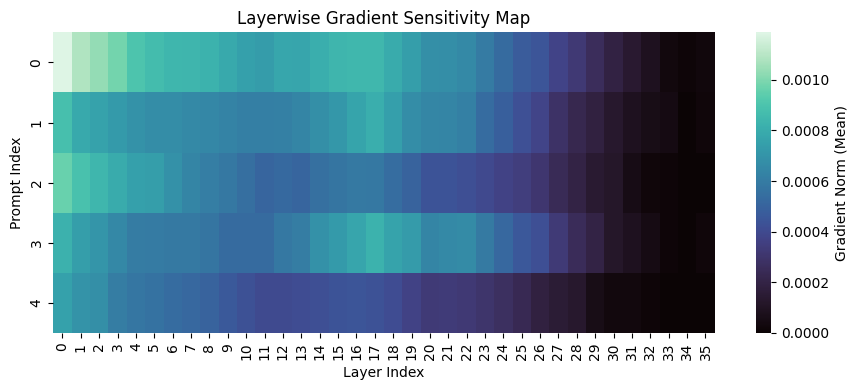 Layerwise Gradient Sensitivity Map
Prompt Index
0
1
2
3
4
0 1 2 3 4 5 6 7 8 9 10 11 12 13 14 15 16 17 18 19 20 21 22 23 24 25 26 27 28 29 30 31 32 33 34 35
Layer Index
0.0010
0.0008
0.0006
0.0004
0.0002
0.0000
Gradient Norm (Mean)